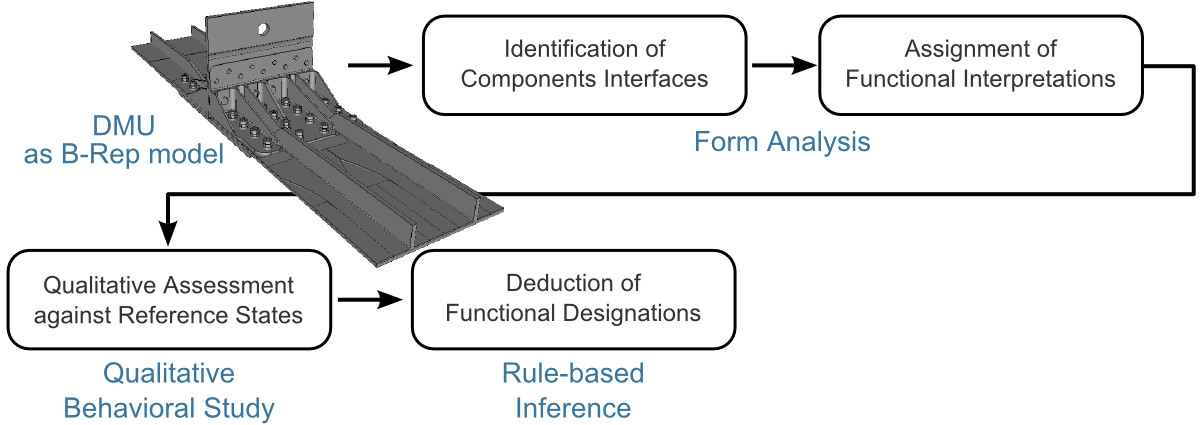 DMU
as B-Rep model
Identification of
Components Interfaces
Assignment of
Functional Interpretations
Form Analysis
Qualitative Assessment
against Reference States
Deduction of
Functional Designations
Qualitative
Behavioral Study
Rule-based
Inference